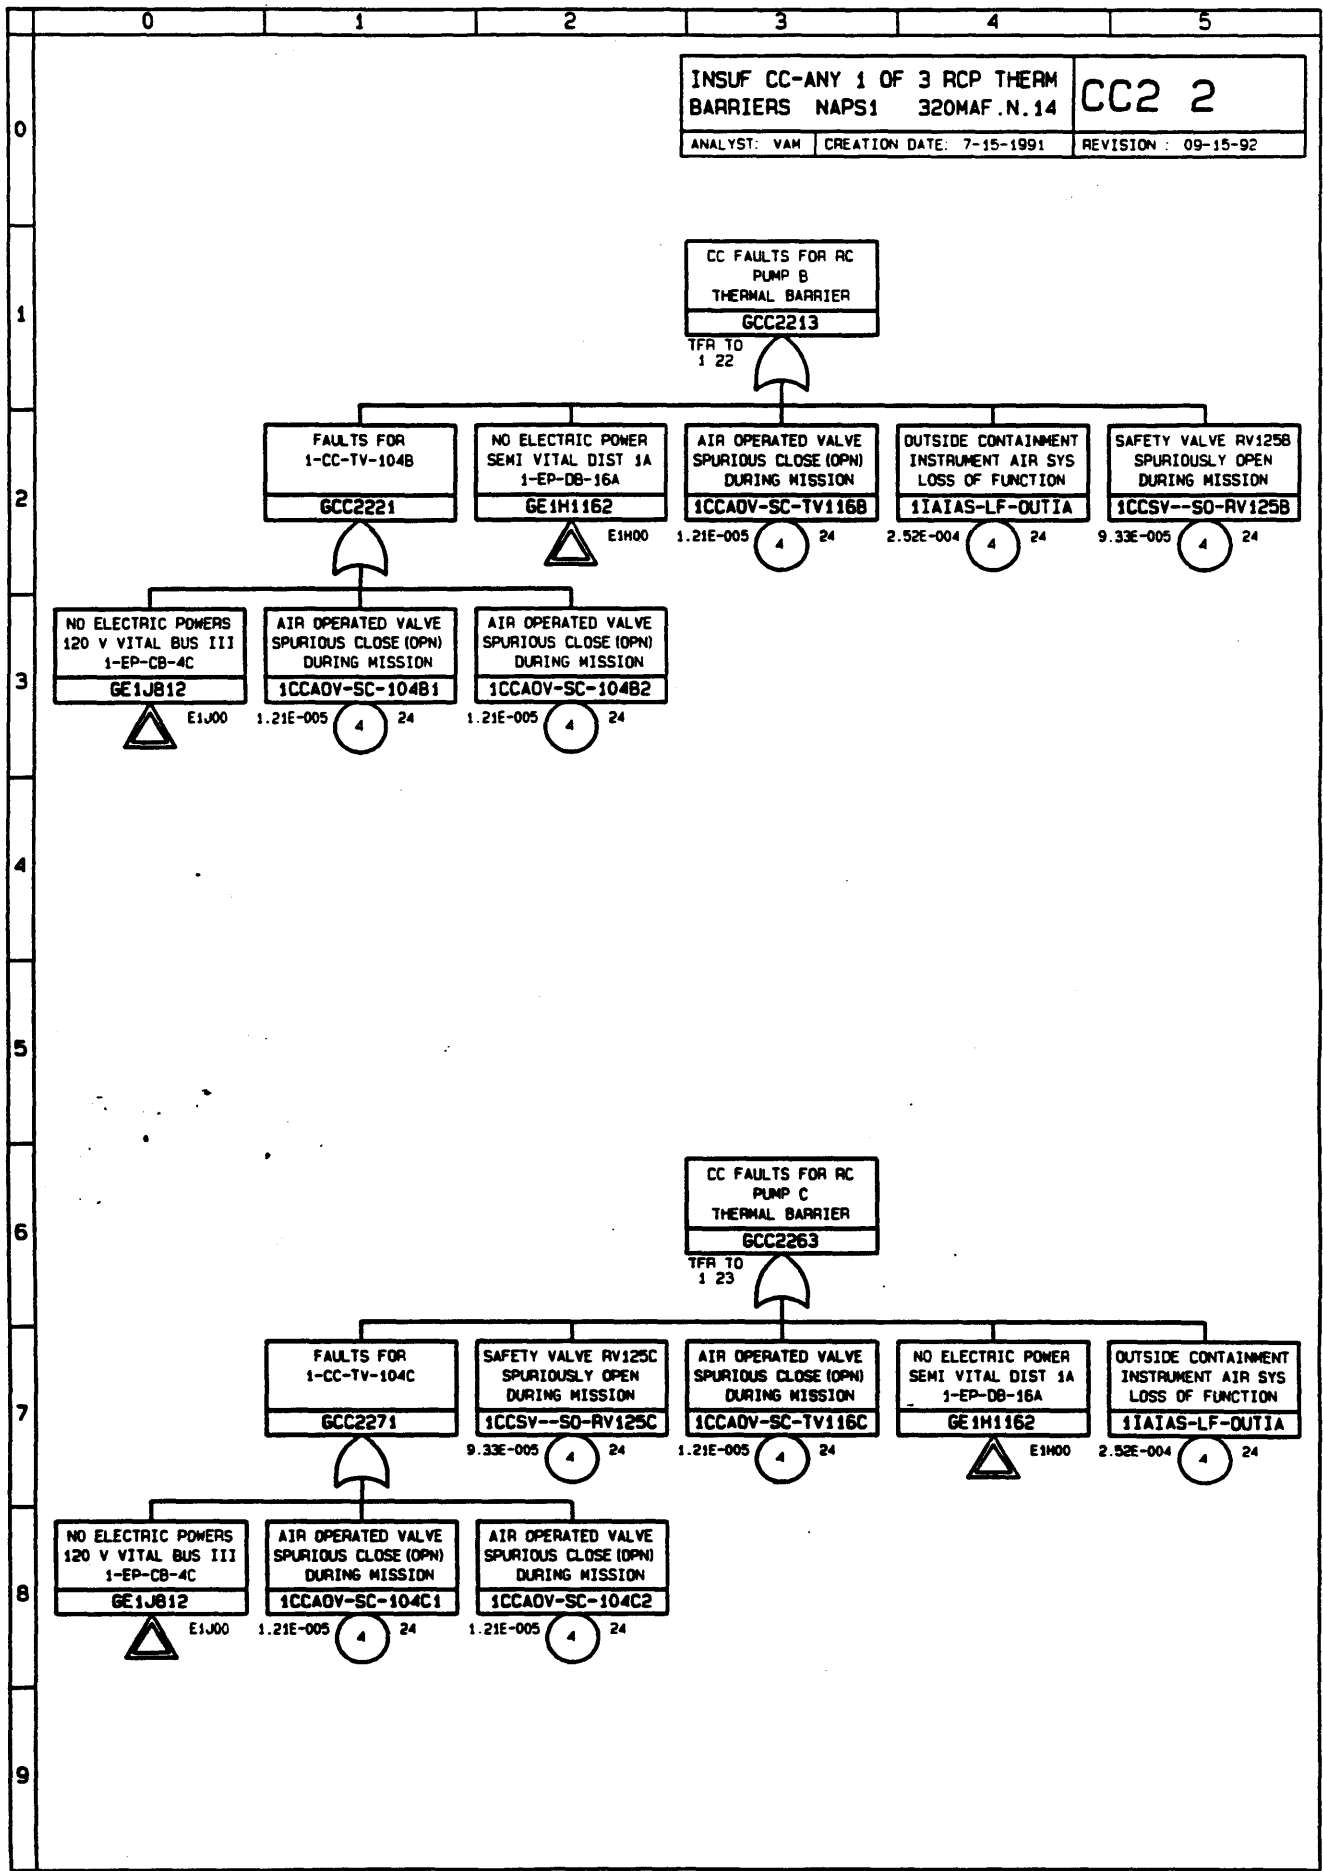 0 1 2 3 4 5
INSUF CC-ANY 1 OF 3 RCP THERM
BARRIERS NAPS1 320MAF.N.14
CC2 2
ANALYST: VAM CREATION DATE: 7-15-1991 REVISION : 09-15-92
0
1
2
3
4
5
6
7
8
9
CC FAULTS FOR RC
PUMP B
THERMAL BARRIER
GCC2213
TFR TO
1 22
FAULTS FOR
1-CC-TV-104B
GCC2221
NO ELECTRIC POWER
SEMI VITAL DIST 1A
1-EP-DB-16A
GE1H1162
E1H00
AIR OPERATED VALVE
SPURIOUS CLOSE(OPN)
DURING MISSION
1CCAOV-SC-TV116B
1.21E-005 4 24
OUTSIDE CONTAINMENT
INSTRUMENT AIR SYS
LOSS OF FUNCTION
1IAIAS-LF-OUTIA
2.52E-004 4 24
SAFETY VALVE RV125B
SPURIOUSLY OPEN
DURING MISSION
1CCSV--SO-RV125B
9.33E-005 4 24
NO ELECTRIC POWERS
120 V VITAL BUS III
1-EP-CB-4C
GE1J812
E1J00
AIR OPERATED VALVE
SPURIOUS CLOSE(OPN)
DURING MISSION
1CCAOV-SC-104B1
1.21E-005 4 24
AIR OPERATED VALVE
SPURIOUS CLOSE(OPN)
DURING MISSION
1CCAOV-SC-104B2
1.21E-005 4 24
CC FAULTS FOR RC
PUMP C
THERMAL BARRIER
GCC2263
TFR TO
1 23
FAULTS FOR
1-CC-TV-104C
GCC2271
SAFETY VALVE RV125C
SPURIOUSLY OPEN
DURING MISSION
1CCSV--SO-RV125C
9.33E-005 4 24
AIR OPERATED VALVE
SPURIOUS CLOSE(OPN)
DURING MISSION
1CCAOV-SC-TV116C
1.21E-005 4 24
NO ELECTRIC POWER
SEMI VITAL DIST 1A
1-EP-DB-16A
GE1H1162
E1H00
OUTSIDE CONTAINMENT
INSTRUMENT AIR SYS
LOSS OF FUNCTION
1IAIAS-LF-OUTIA
2.52E-004 4 24
NO ELECTRIC POWERS
120 V VITAL BUS III
1-EP-CB-4C
GE1J812
E1J00
AIR OPERATED VALVE
SPURIOUS CLOSE(OPN)
DURING MISSION
1CCAOV-SC-104C1
1.21E-005 4 24
AIR OPERATED VALVE
SPURIOUS CLOSE(OPN)
DURING MISSION
1CCAOV-SC-104C2
1.21E-005 4 24